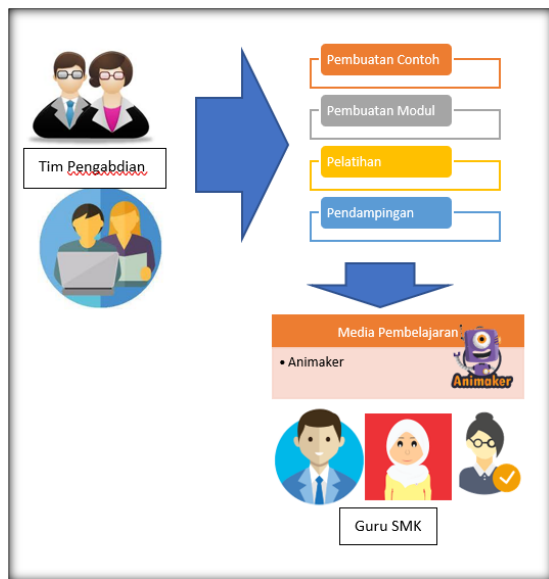 Tim Pengabdian
Pembuatan Contoh
Pembuatan Modul
Pelatihan
Pendampingan
Media Pembelajaran
• Animaker
Animaker
Guru SMK